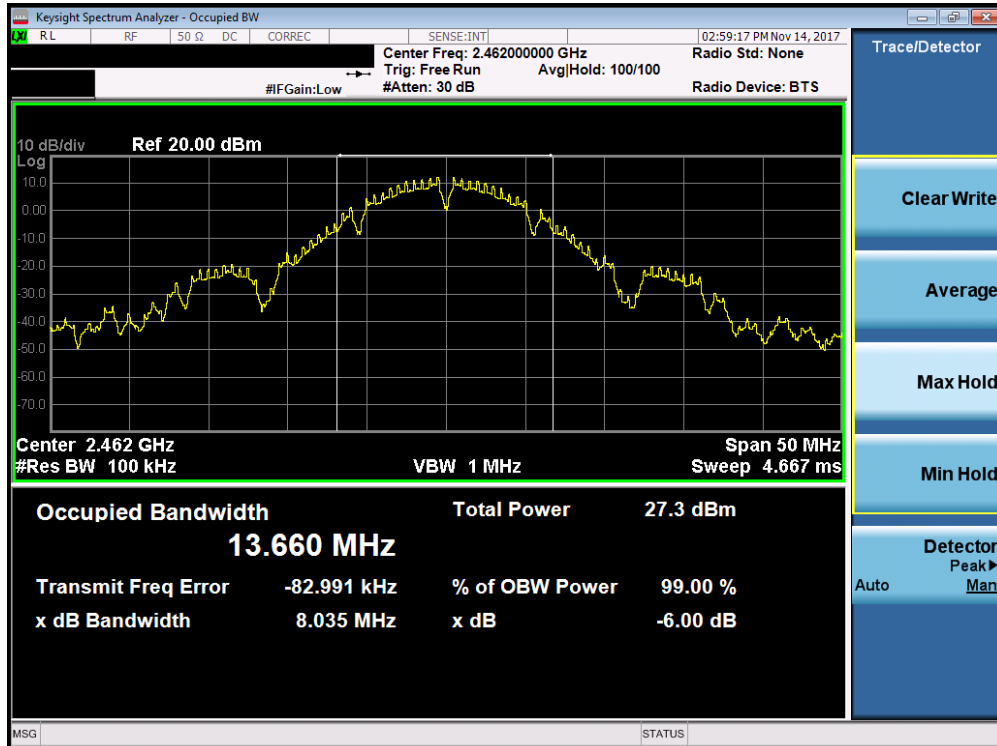 Keysight Spectrum Analyzer - Occupied BW
LXI RL RF 50 Ω DC CORREC SENSE:INT 02:59:17 PM Nov 14, 2017
Center Freq: 2.462000000 GHz Radio Std: None
Trig: Free Run Avg|Hold: 100/100
#IFGain:Low #Atten: 30 dB Radio Device: BTS
10 dB/div Ref 20.00 dBm
Log
10.0
0.00
-10.0
-20.0
-30.0
-40.0
-50.0
-60.0
-70.0
Center 2.462 GHz Span 50 MHz
#Res BW 100 kHz VBW 1 MHz Sweep 4.667 ms
Occupied Bandwidth Total Power 27.3 dBm
13.660 MHz
Transmit Freq Error -82.991 kHz % of OBW Power 99.00 %
x dB Bandwidth 8.035 MHz x dB -6.00 dB
MSG STATUS
Trace/Detector
Clear Write
Average
Max Hold
Min Hold
Detector
Peak▶
Auto Man